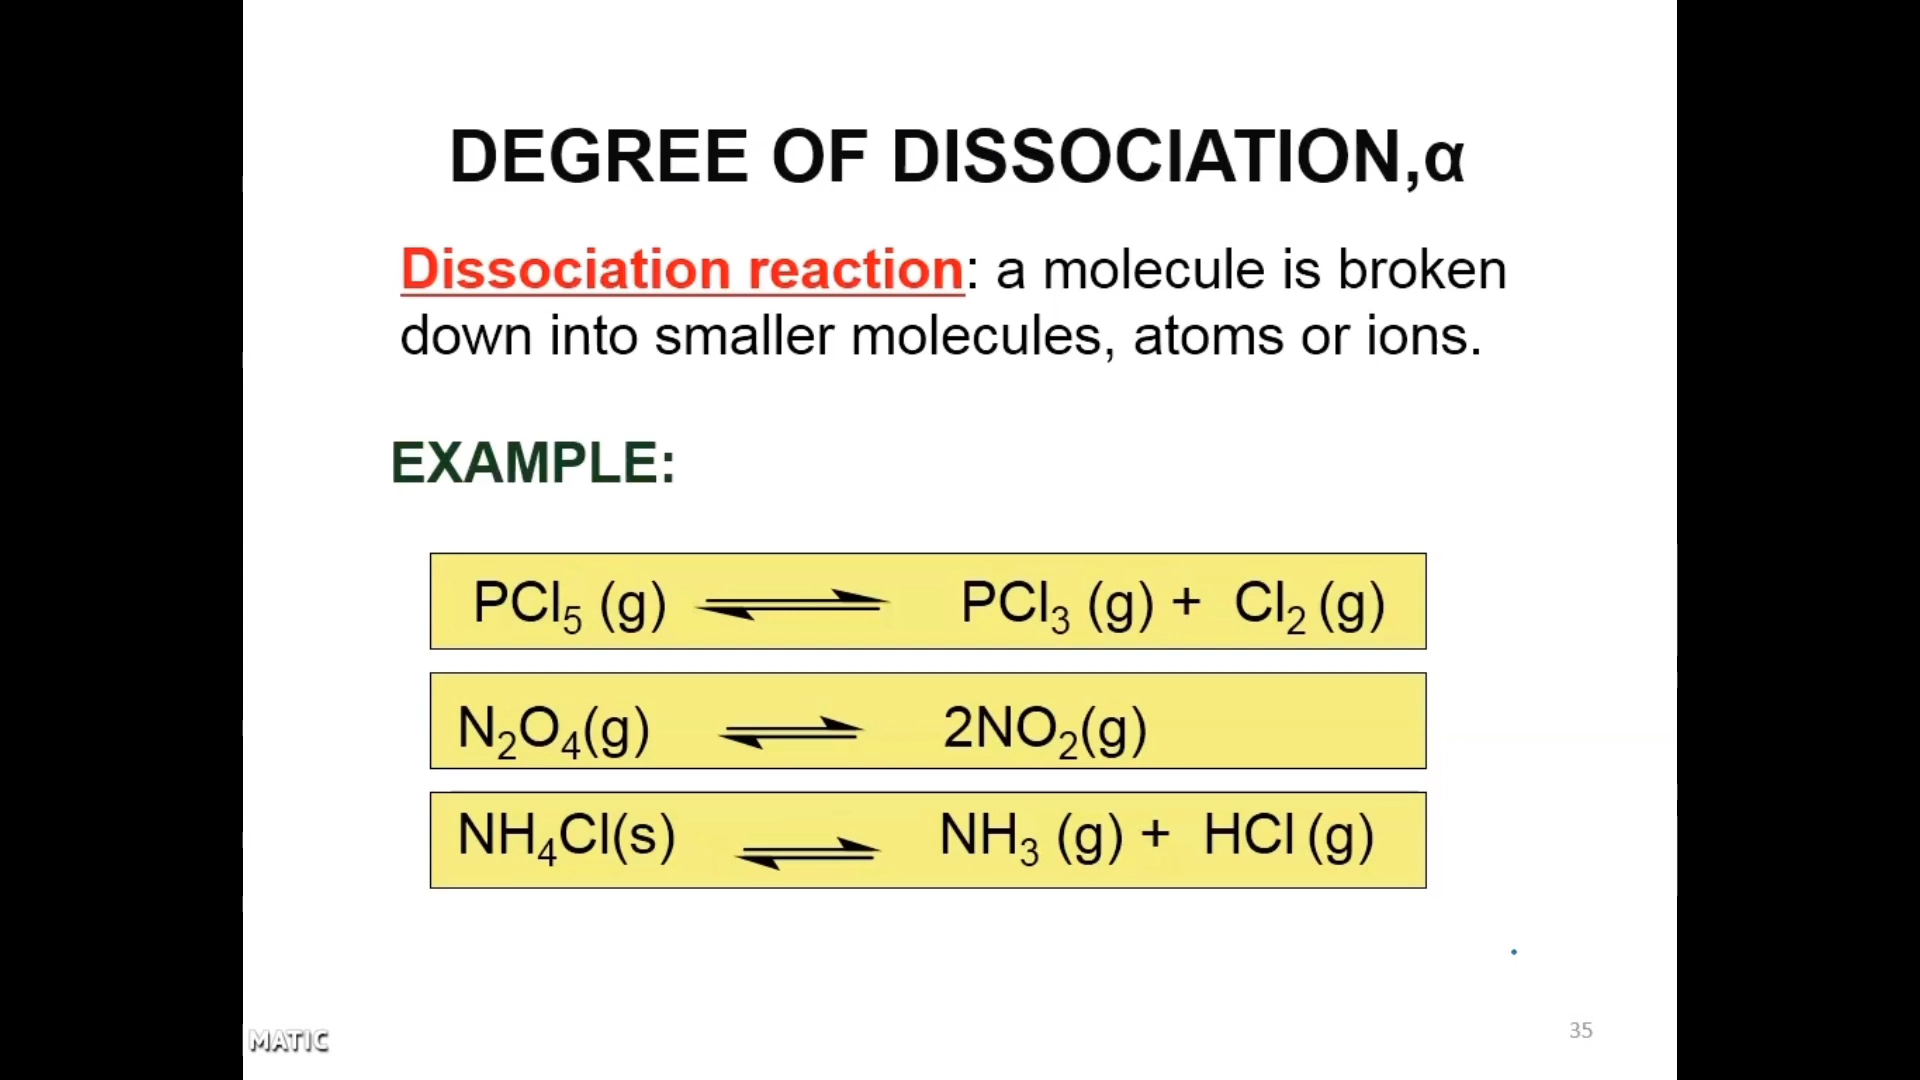 DEGREE OF DISSOCIATION,α
Dissociation reaction: a molecule is broken
down into smaller molecules, atoms or ions.
EXAMPLE:
PCl₅ (g) ⇌ PCl₃ (g) + Cl₂ (g)
N₂O₄(g) ⇌ 2NO₂(g)
NH₄Cl(s) ⇌ NH₃ (g) + HCl (g)
MATIC
35